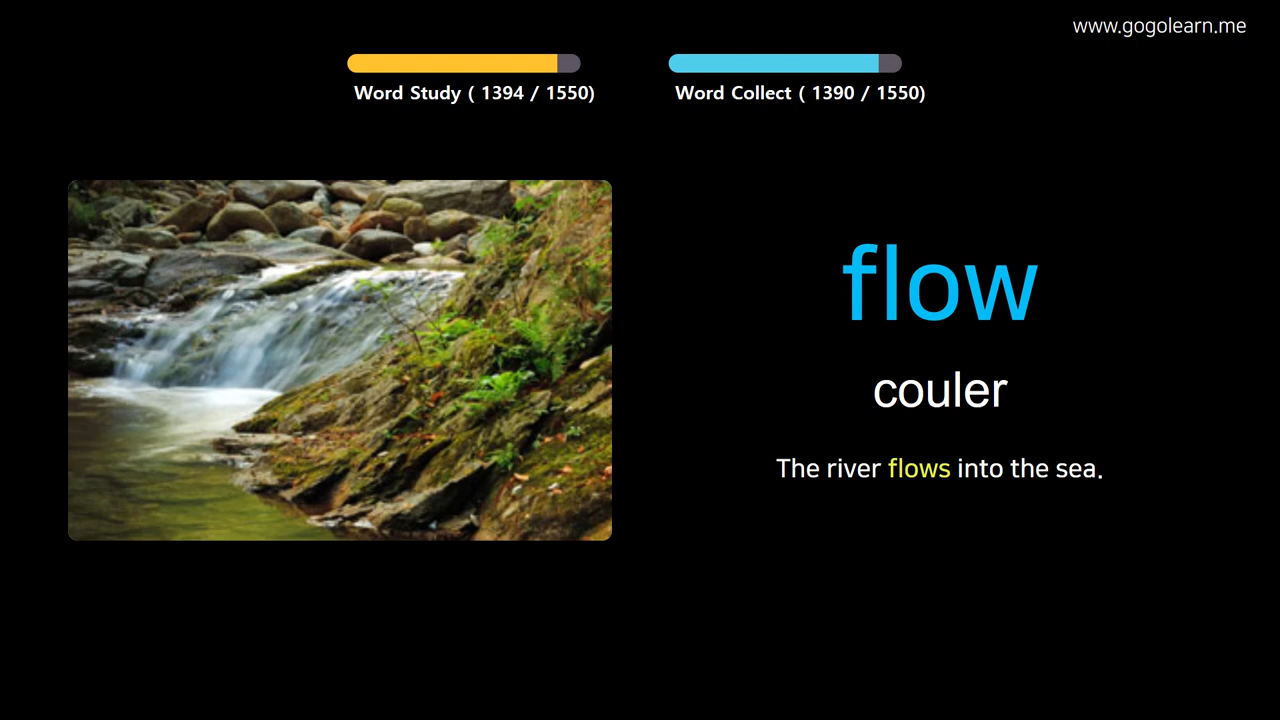 www.gogolearn.me
Word Study ( 1394 / 1550)
Word Collect ( 1390 / 1550)
flow
couler
The river flows into the sea.